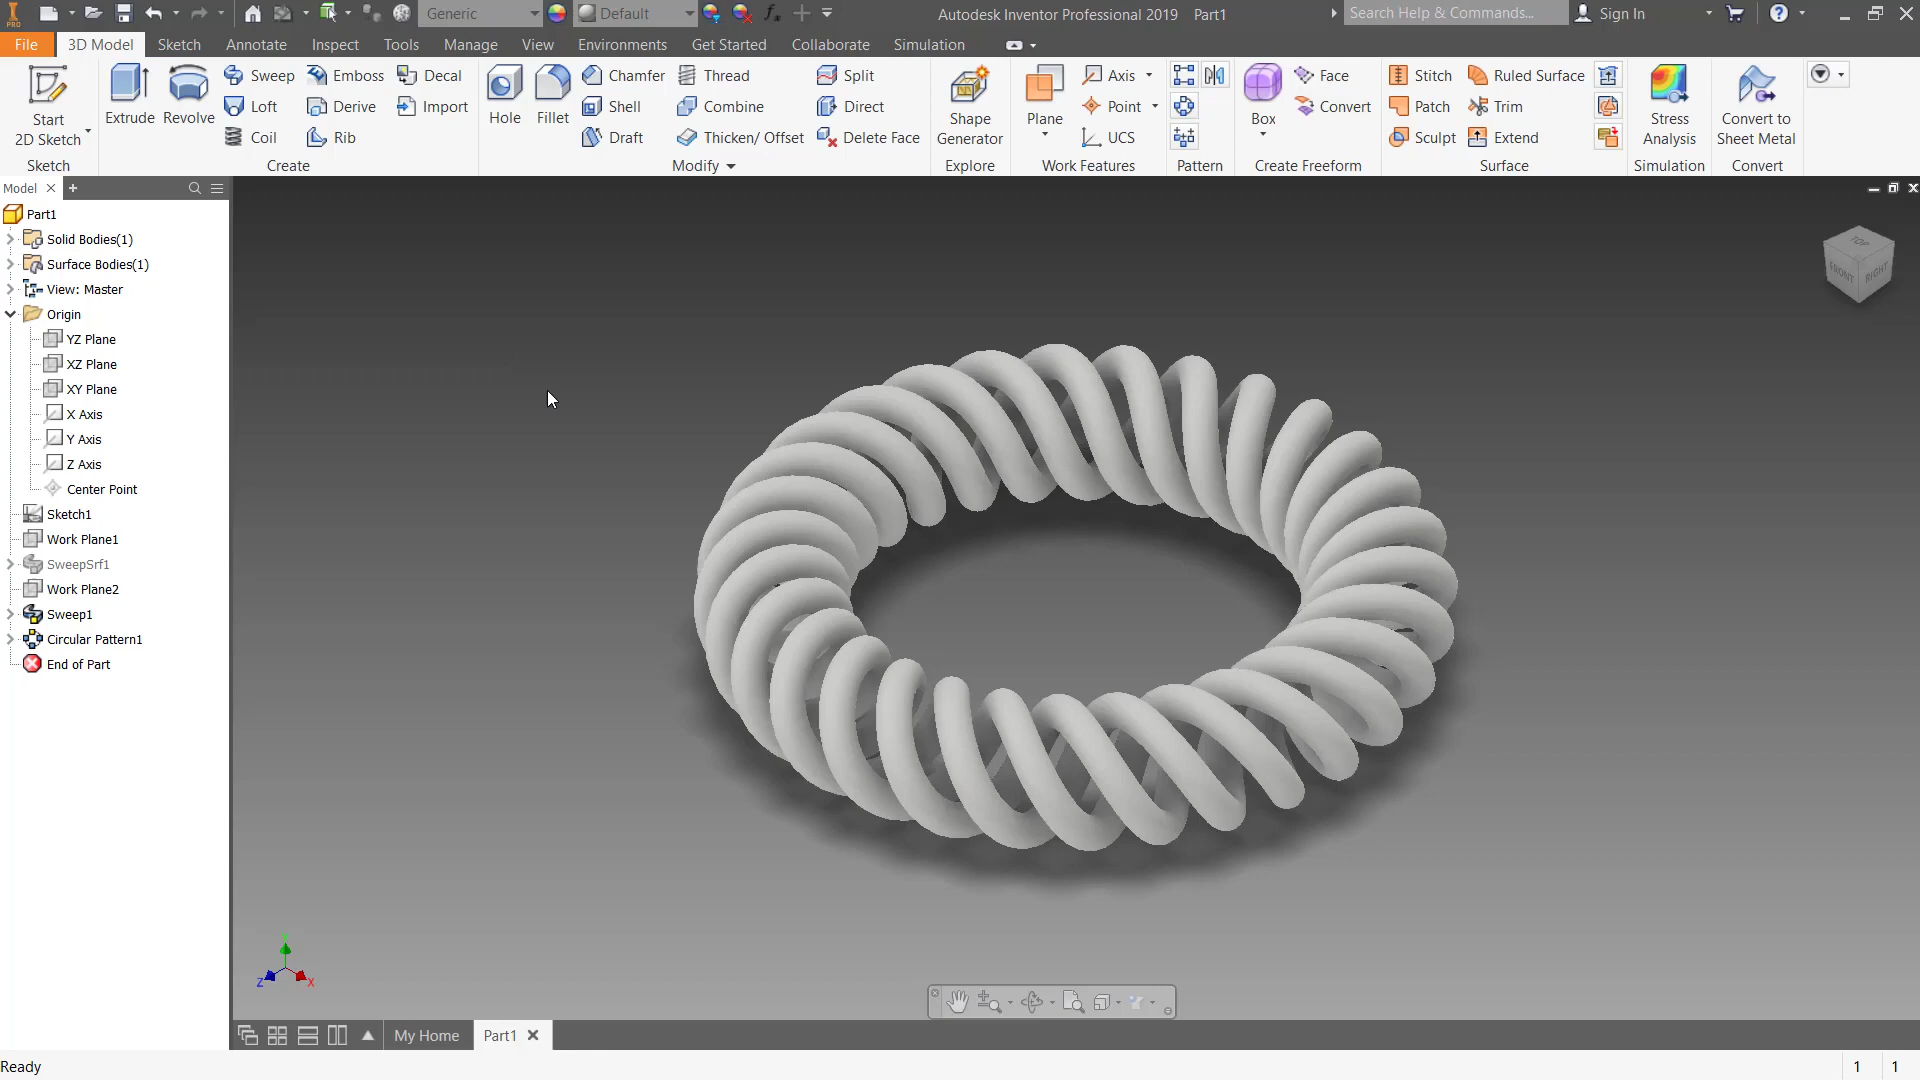 PRO Generic Default Autodesk Inventor Professional 2019 Part1 Search Help & Commands... Sign In ?
File 3D Model Sketch Annotate Inspect Tools Manage View Environments Get Started Collaborate Simulation
Start
2D Sketch
Sketch
Extrude
Revolve
Sweep
Loft
Coil
Emboss
Derive
Rib
Decal
Import
Create
Hole
Fillet
Chamfer
Shell
Draft
Thread
Combine
Thicken/ Offset
Split
Direct
Delete Face
Modify
Shape
Generator
Explore
Plane
Axis
Point
UCS
Work Features
Pattern
Box
Face
Convert
Create Freeform
Stitch
Patch
Sculpt
Ruled Surface
Trim
Extend
Surface
Stress
Analysis
Simulation
Convert to
Sheet Metal
Convert
Model
Part1
Solid Bodies(1)
Surface Bodies(1)
View: Master
Origin
YZ Plane
XZ Plane
XY Plane
X Axis
Y Axis
Z Axis
Center Point
Sketch1
Work Plane1
SweepSrf1
Work Plane2
Sweep1
Circular Pattern1
End of Part
TOP
FRONT RIGHT
Z X
My Home Part1
Ready 1 1